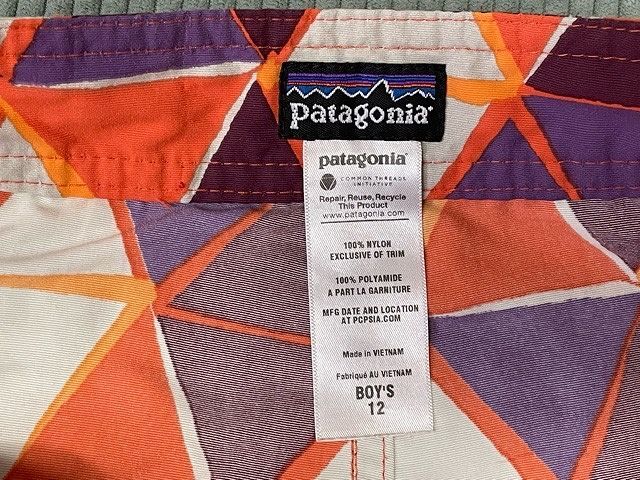 patagonia®
patagonia®
COMMON THREADS
INITIATIVE
Repair, Reuse, Recycle
This Product
www.patagonia.com
100% NYLON
EXCLUSIVE OF TRIM
100% POLYAMIDE
A PART LA GARNITURE
MFG DATE AND LOCATION
AT PCPSIA.COM
Made in VIETNAM
Fabriqué AU VIETNAM
BOY'S
12